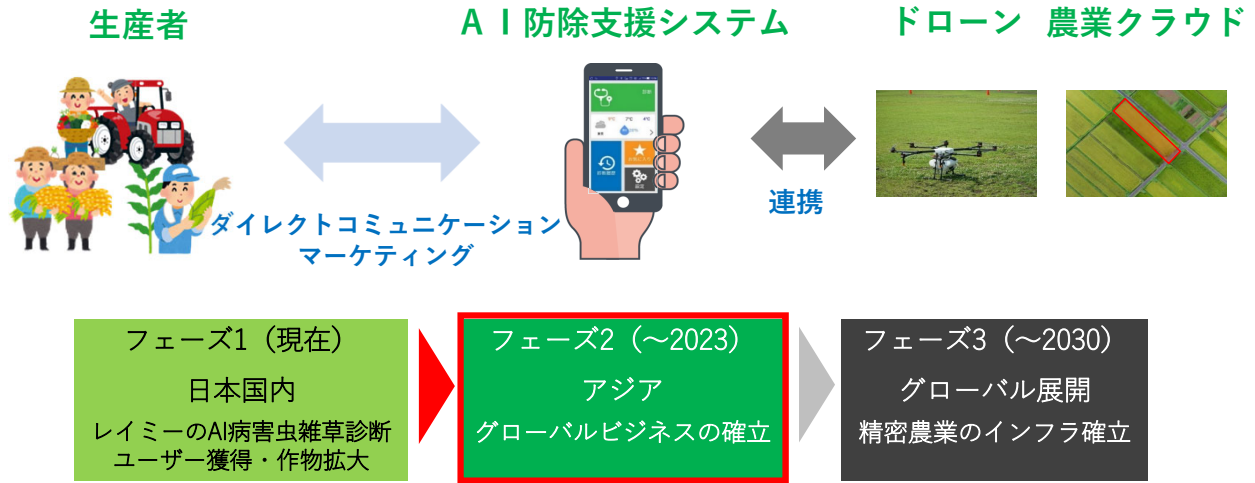 生産者
ＡＩ防除支援システム
ドローン 農業クラウド
ダイレクトコミュニケーション
マーケティング
連携
フェーズ1（現在）
日本国内
レイミーのAI病害虫雑草診断
ユーザー獲得・作物拡大
フェーズ2（～2023）
アジア
グローバルビジネスの確立
フェーズ3（～2030）
グローバル展開
精密農業のインフラ確立